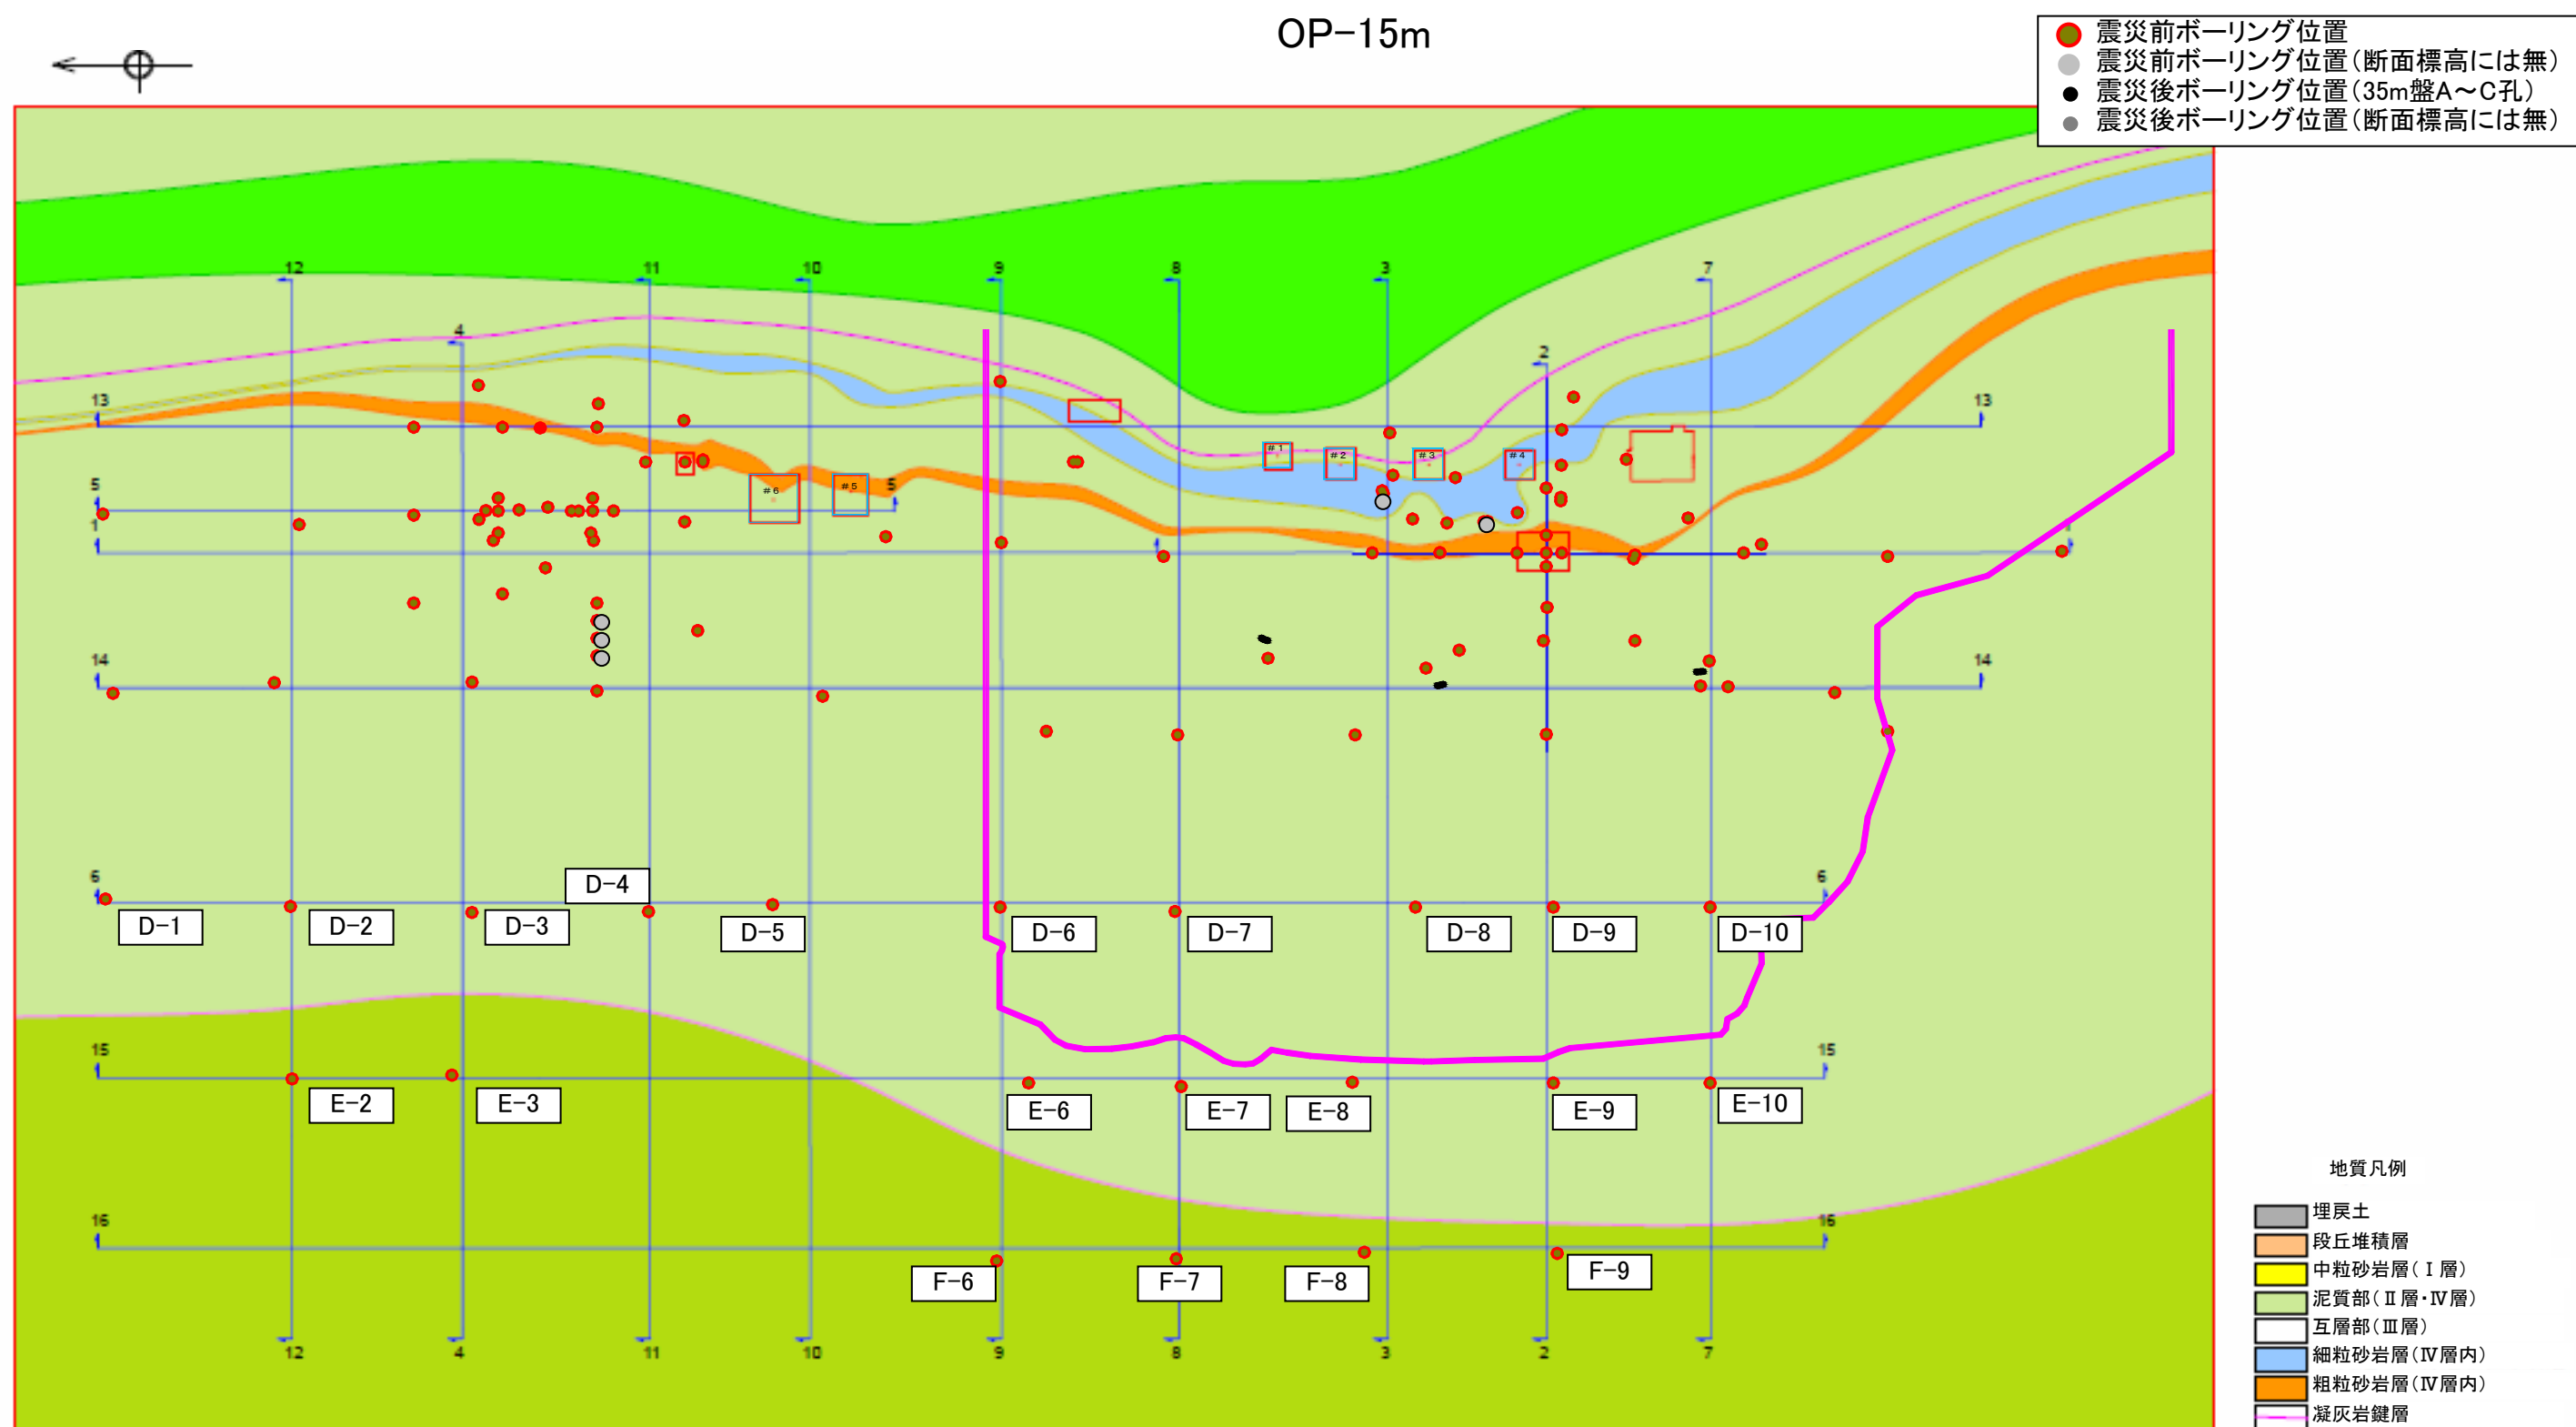 OP-15m
震災前ボーリング位置
震災前ボーリング位置(断面標高には無)
震災後ボーリング位置(35m盤A～C孔)
震災後ボーリング位置(断面標高には無)
12
11
10
9
8
3
7
4
2
13
13
#1
#2
#3
#4
5
#6
#5
5
1
1
14
14
6
6
D-4
D-1
D-2
D-3
D-5
D-6
D-7
D-8
D-9
D-10
15
15
E-2
E-3
E-6
E-7
E-8
E-9
E-10
16
16
F-6
F-7
F-8
F-9
12
4
11
10
9
8
3
2
7
地質凡例
埋戻土
段丘堆積層
中粒砂岩層(Ⅰ層)
泥質部(Ⅱ層・Ⅳ層)
互層部(Ⅲ層)
細粒砂岩層(Ⅳ層内)
粗粒砂岩層(Ⅳ層内)
凝灰岩鍵層